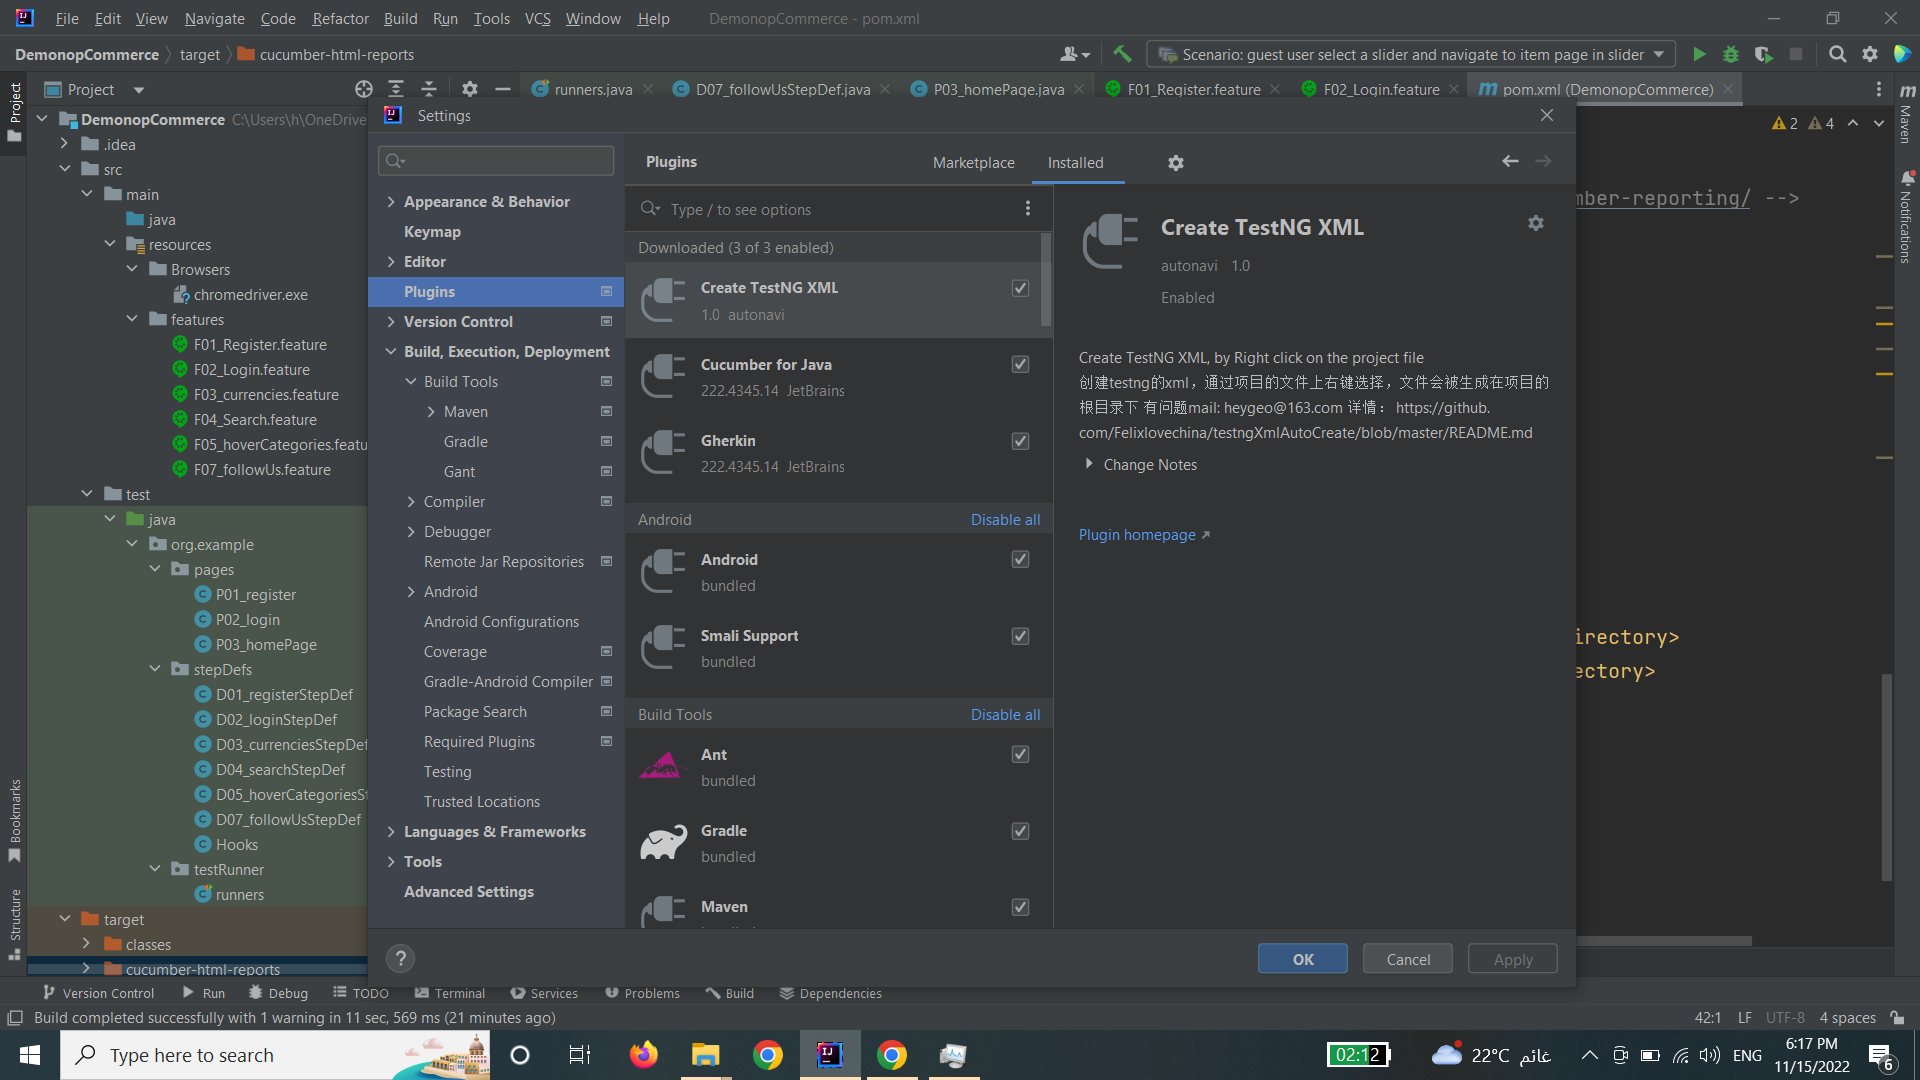 File Edit View Navigate Code Refactor Build Run Tools VCS Window Help DemonopCommerce - pom.xml
DemonopCommerce target cucumber-html-reports Scenario: guest user select a slider and navigate to item page in slider
Project runners.java D07_followUsStepDef.java P03_homePage.java F01_Register.feature F02_Login.feature pom.xml (DemonopCommerce)
Project
Bookmarks
Structure
Maven
Notifications
DemonopCommerce C:\Users\h\OneDrive
.idea
src
main
java
resources
Browsers
chromedriver.exe
features
F01_Register.feature
F02_Login.feature
F03_currencies.feature
F04_Search.feature
F05_hoverCategories.featu
F07_followUs.feature
test
java
org.example
pages
P01_register
P02_login
P03_homePage
stepDefs
D01_registerStepDef
D02_loginStepDef
D03_currenciesStepDef
D04_searchStepDef
D05_hoverCategoriesSt
D07_followUsStepDef
Hooks
testRunner
runners
target
classes
cucumber-html-reports
Settings
Appearance & Behavior
Keymap
Editor
Plugins
Version Control
Build, Execution, Deployment
Build Tools
Maven
Gradle
Gant
Compiler
Debugger
Remote Jar Repositories
Android
Android Configurations
Coverage
Gradle-Android Compiler
Package Search
Required Plugins
Testing
Trusted Locations
Languages & Frameworks
Tools
Advanced Settings
Plugins Marketplace Installed
Type / to see options
Downloaded (3 of 3 enabled)
Create TestNG XML
1.0 autonavi
Cucumber for Java
222.4345.14 JetBrains
Gherkin
222.4345.14 JetBrains
Android Disable all
Android
bundled
Smali Support
bundled
Build Tools Disable all
Ant
bundled
Gradle
bundled
Maven
Create TestNG XML
autonavi 1.0
Enabled
Create TestNG XML, by Right click on the project file
创建testng的xml，通过项目的文件上右键选择，文件会被生成在项目的
根目录下 有问题mail: heygeo@163.com 详情： https://github.
com/Felixlovechina/testngXmlAutoCreate/blob/master/README.md
Change Notes
Plugin homepage
? OK Cancel Apply
2 4
mber-reporting/ -->
irectory>
ectory>
Version Control Run Debug TODO Terminal Services Problems Build Dependencies
Build completed successfully with 1 warning in 11 sec, 569 ms (21 minutes ago) 42:1 LF UTF-8 4 spaces
Type here to search 02:12 22°C غائم ENG 6:17 PM
11/15/2022 6